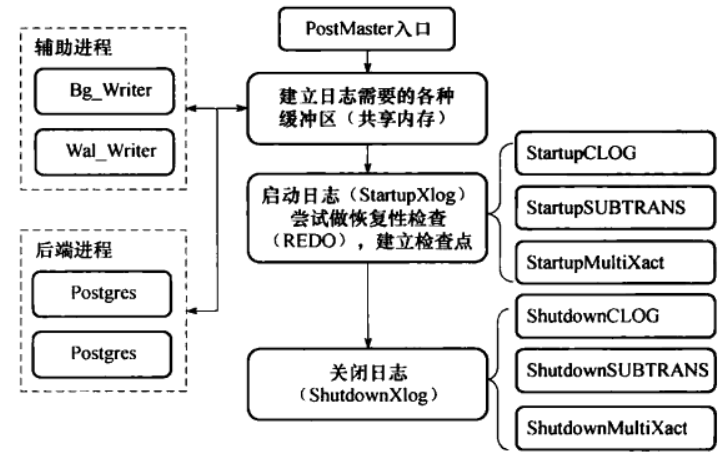 PostMaster入口
辅助进程
Bg_Writer
Wal_Writer
建立日志需要的各种
缓冲区（共享内存）
启动日志（StartupXlog）
尝试做恢复性检查
（REDO），建立检查点
StartupCLOG
StartupSUBTRANS
StartupMultiXact
后端进程
Postgres
Postgres
关闭日志
（ShutdownXlog）
ShutdownCLOG
ShutdownSUBTRANS
ShutdownMultiXact